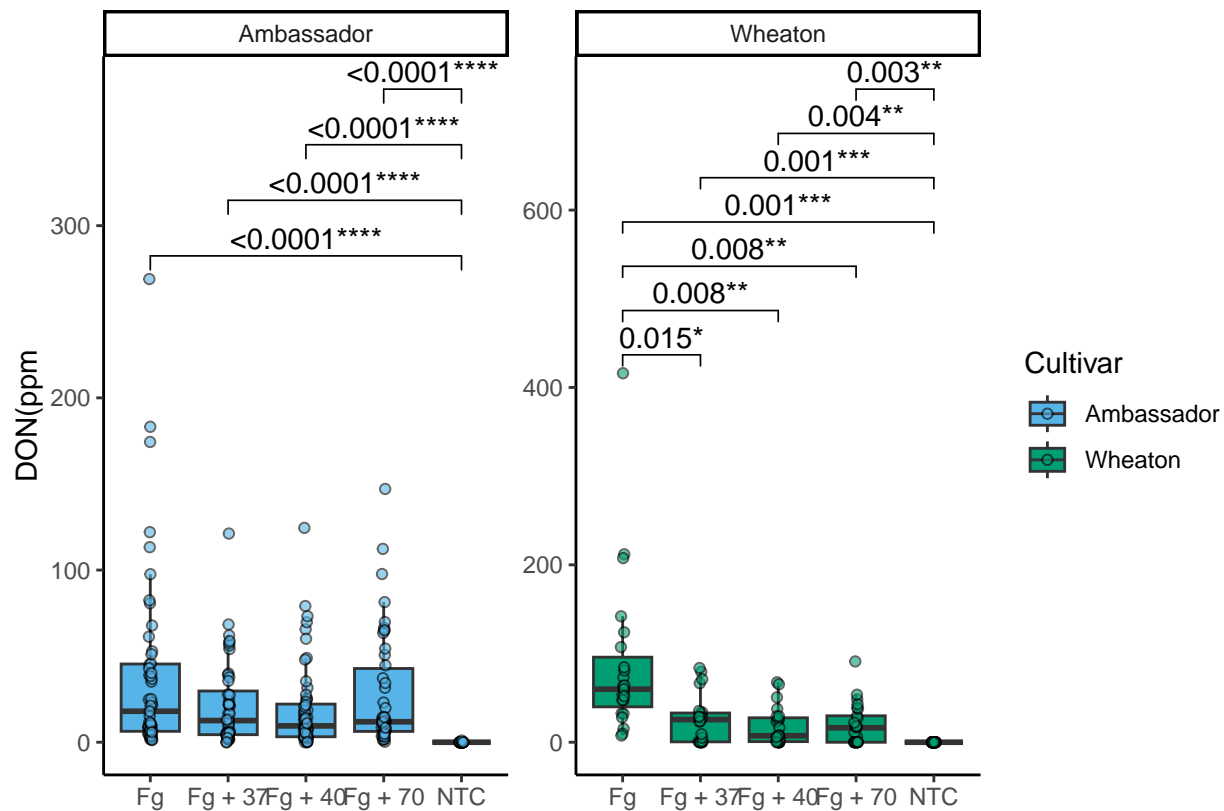 Ambassador
Wheaton
<0.0001****
<0.0001****
<0.0001****
<0.0001****
0.003**
0.004**
0.001***
0.001***
0.008**
0.008**
0.015*
DON(ppm
300
200
100
0
600
400
200
0
Fg Fg + 37 Fg + 40 Fg + 70 NTC
Fg Fg + 37 Fg + 40 Fg + 70 NTC
Cultivar
Ambassador
Wheaton